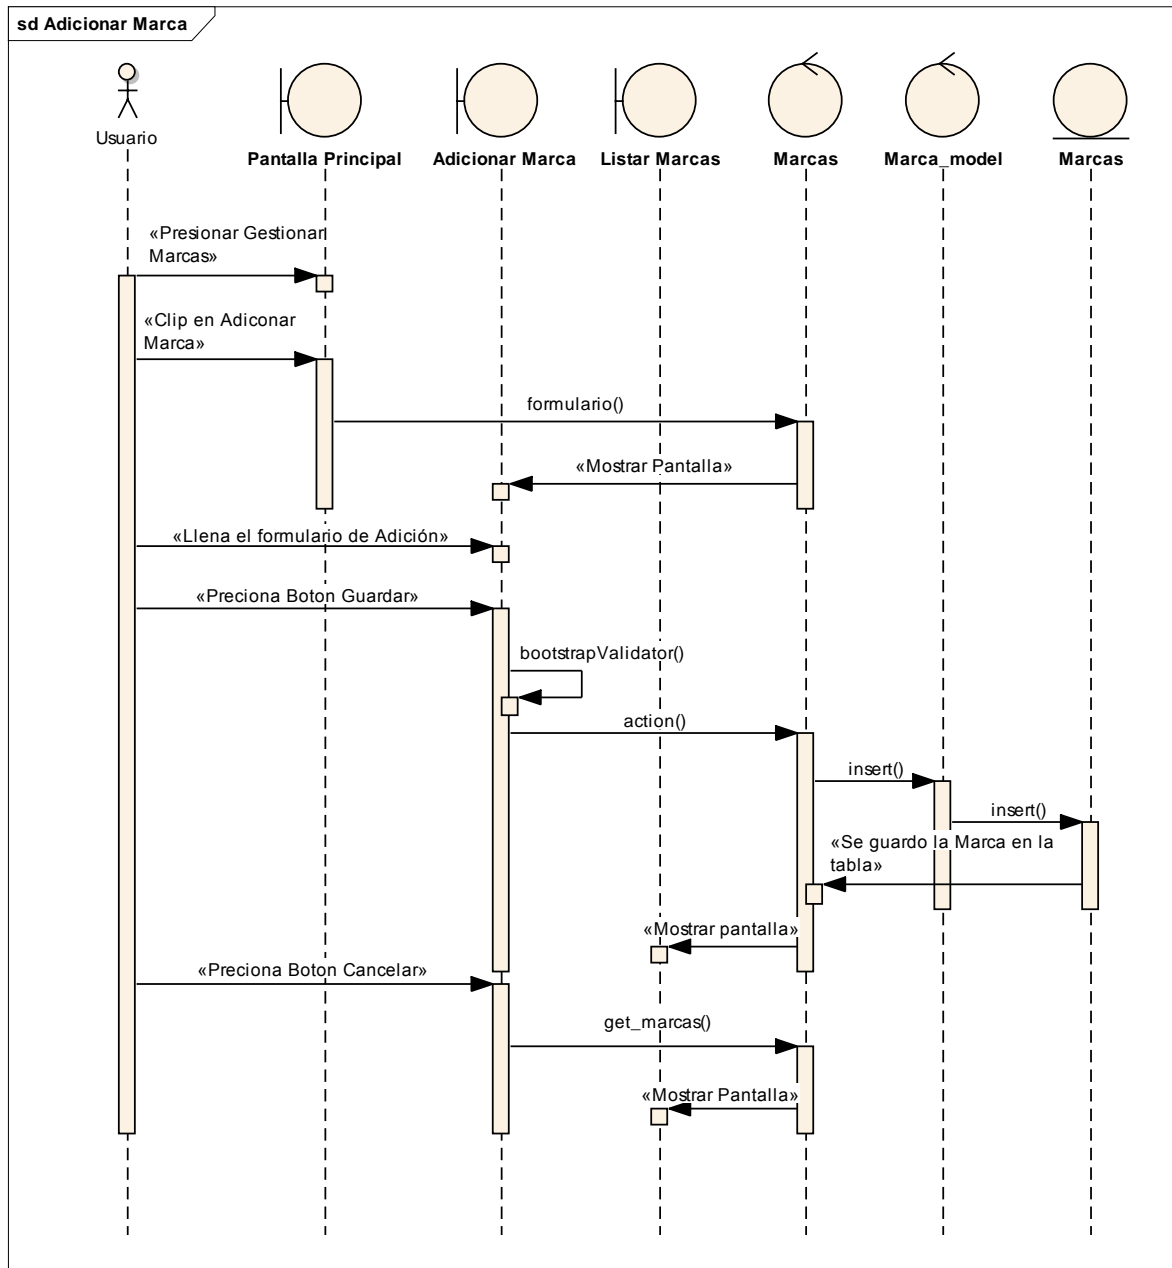 sd Adicionar Marca
Usuario
Pantalla Principal
Adicionar Marca
Listar Marcas
Marcas
Marca_model
Marcas
«Presionar Gestionar
Marcas»
«Clip en Adiconar
Marca»
formulario()
«Mostrar Pantalla»
«Llena el formulario de Adición»
«Preciona Boton Guardar»
bootstrapValidator()
action()
insert()
insert()
«Se guardo la Marca en la
tabla»
«Mostrar pantalla»
«Preciona Boton Cancelar»
get_marcas()
«Mostrar Pantalla»